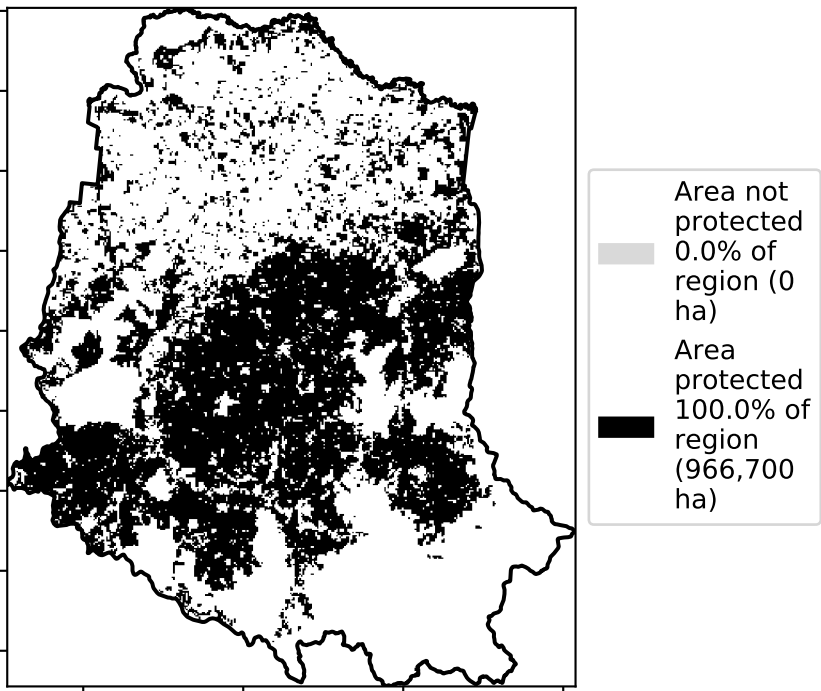 Area not
protected
0.0% of
region (0
ha)
Area
protected
100.0% of
region
(966,700
ha)